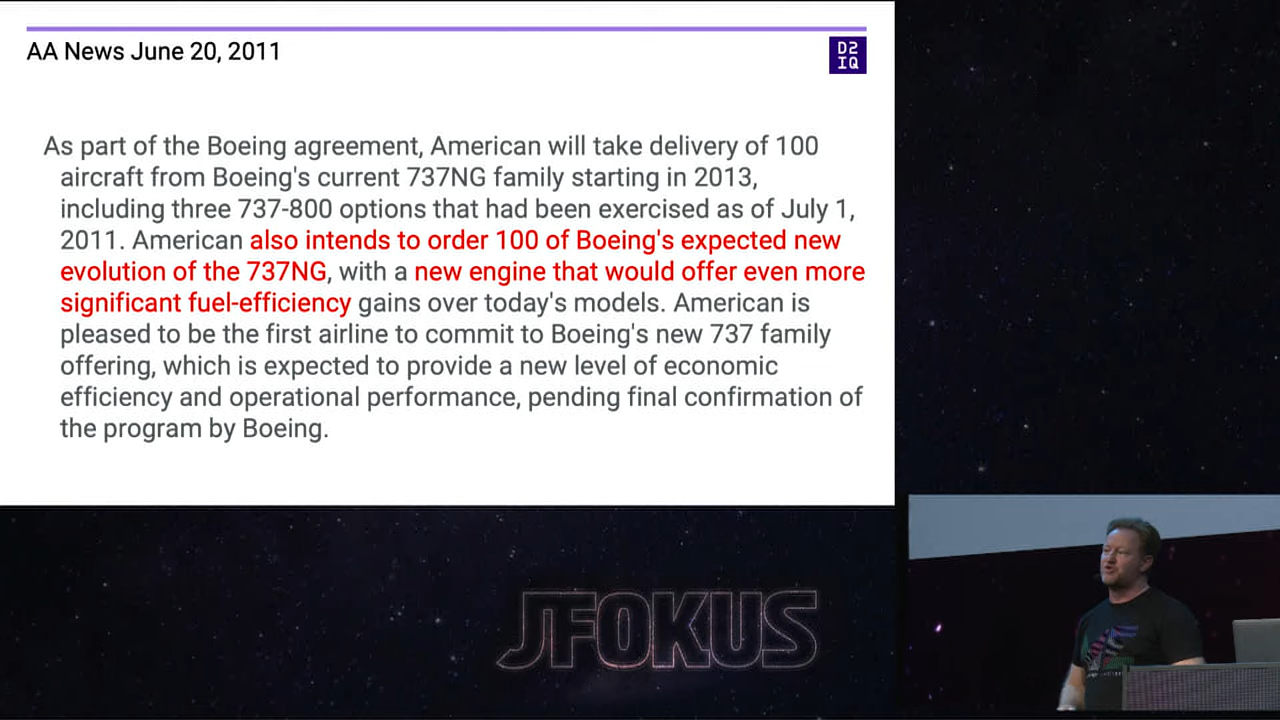 AA News June 20, 2011
D2
IQ
As part of the Boeing agreement, American will take delivery of 100
aircraft from Boeing's current 737NG family starting in 2013,
including three 737-800 options that had been exercised as of July 1,
2011. American also intends to order 100 of Boeing's expected new
evolution of the 737NG, with a new engine that would offer even more
significant fuel-efficiency gains over today's models. American is
pleased to be the first airline to commit to Boeing's new 737 family
offering, which is expected to provide a new level of economic
efficiency and operational performance, pending final confirmation of
the program by Boeing.
JFOKUS